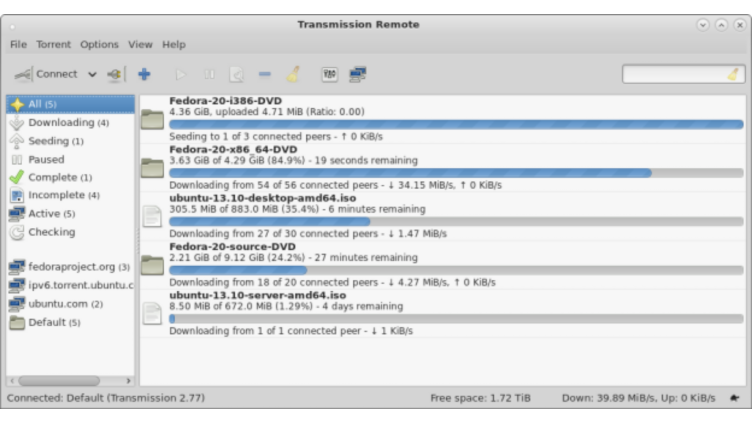 Transmission Remote
File Torrent Options View Help
Connect
All (5)
Downloading (4)
Seeding (1)
Paused
Complete (1)
Incomplete (4)
Active (5)
Checking
fedoraproject.org (3)
ipv6.torrent.ubuntu.c
ubuntu.com (2)
Default (5)
Fedora-20-i386-DVD
4.36 GiB, uploaded 4.71 MiB (Ratio: 0.00)
Seeding to 1 of 3 connected peers - ↑ 0 KiB/s
Fedora-20-x86_64-DVD
3.63 GiB of 4.29 GiB (84.9%) - 19 seconds remaining
Downloading from 54 of 56 connected peers - ↓ 34.15 MiB/s, ↑ 0 KiB/s
ubuntu-13.10-desktop-amd64.iso
305.5 MiB of 883.0 MiB (35.4%) - 6 minutes remaining
Downloading from 27 of 30 connected peers - ↓ 1.47 MiB/s
Fedora-20-source-DVD
2.21 GiB of 9.12 GiB (24.2%) - 27 minutes remaining
Downloading from 18 of 20 connected peers - ↓ 4.27 MiB/s, ↑ 0 KiB/s
ubuntu-13.10-server-amd64.iso
8.50 MiB of 672.0 MiB (1.29%) - 4 days remaining
Downloading from 1 of 1 connected peer - ↓ 1 KiB/s
Connected: Default (Transmission 2.77)
Free space: 1.72 TiB
Down: 39.89 MiB/s, Up: 0 KiB/s